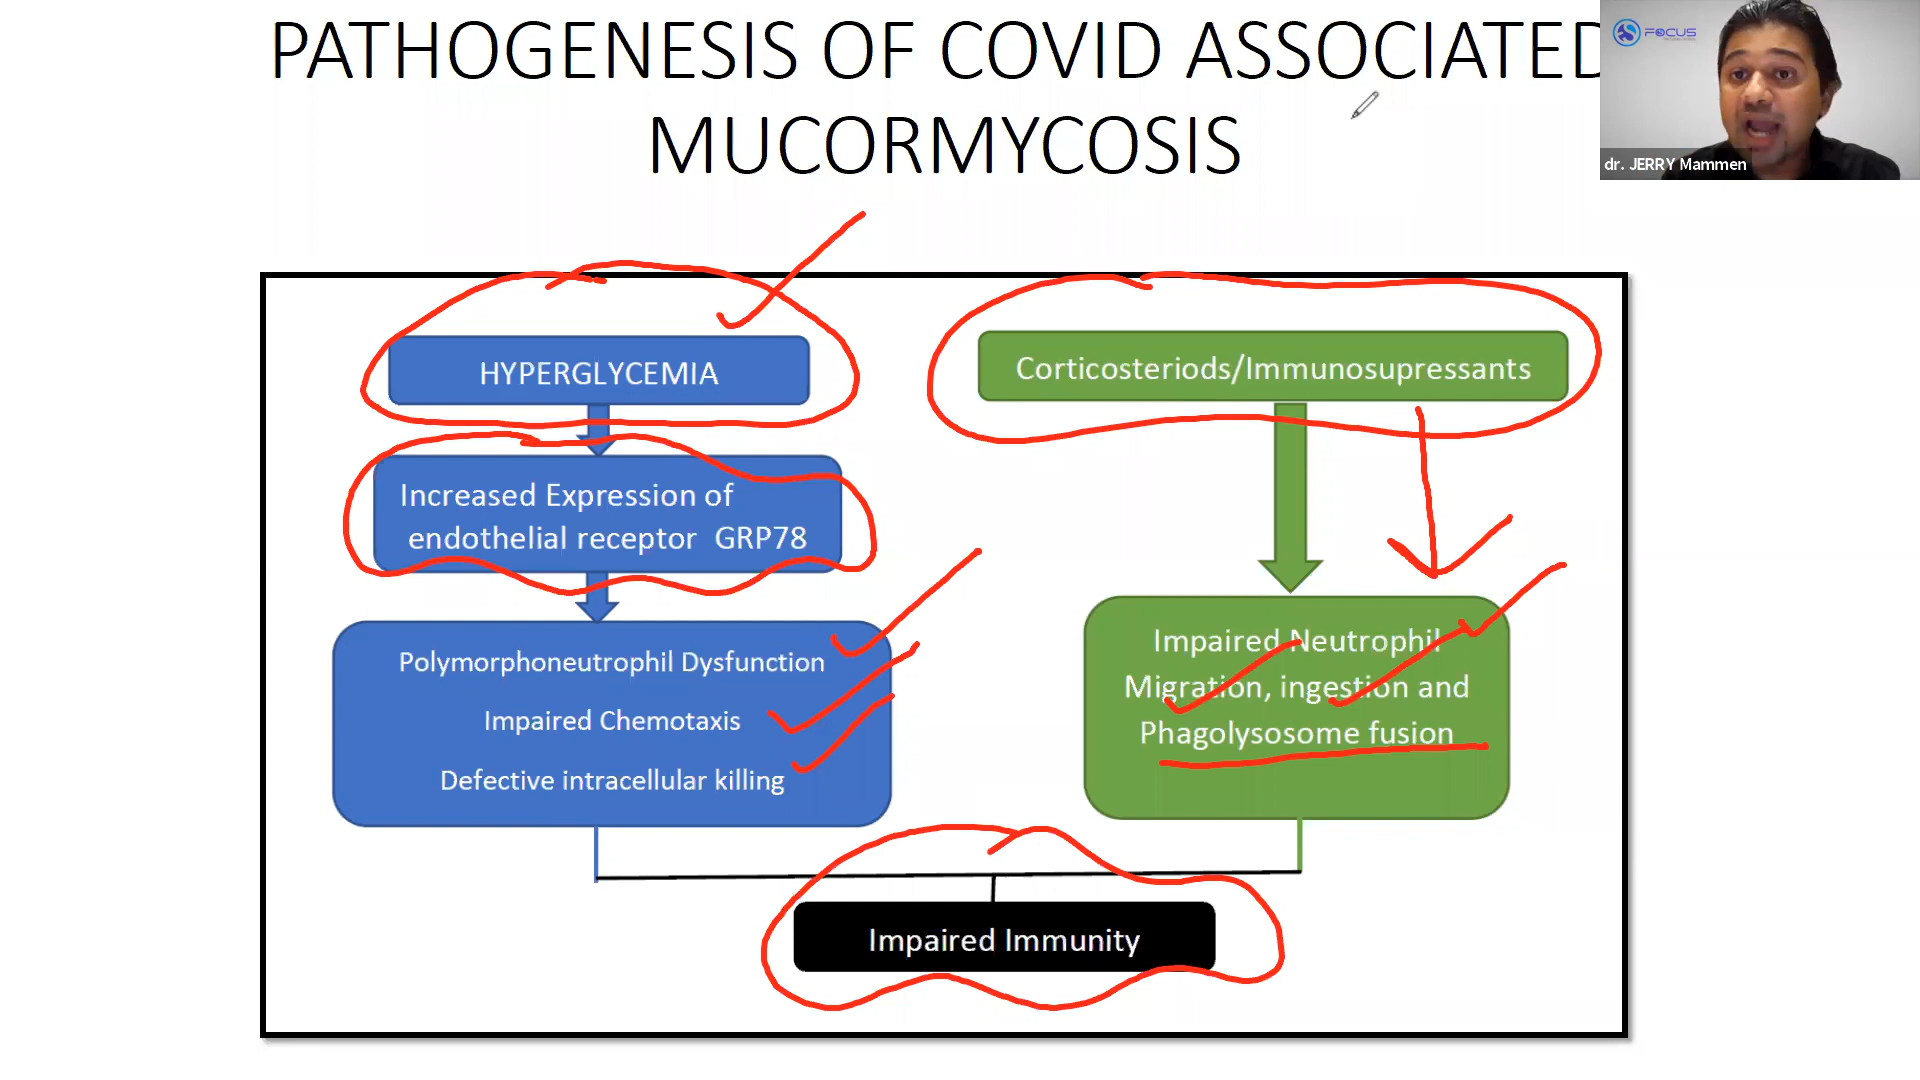 PATHOGENESIS OF COVID ASSOCIATED
MUCORMYCOSIS
FOCUS
dr. JERRY Mammen
HYPERGLYCEMIA
Increased Expression of
endothelial receptor GRP78
Polymorphoneutrophil Dysfunction
Impaired Chemotaxis
Defective intracellular killing
Corticosteriods/Immunosupressants
Impaired Neutrophil
Migration, ingestion and
Phagolysosome fusion
Impaired Immunity